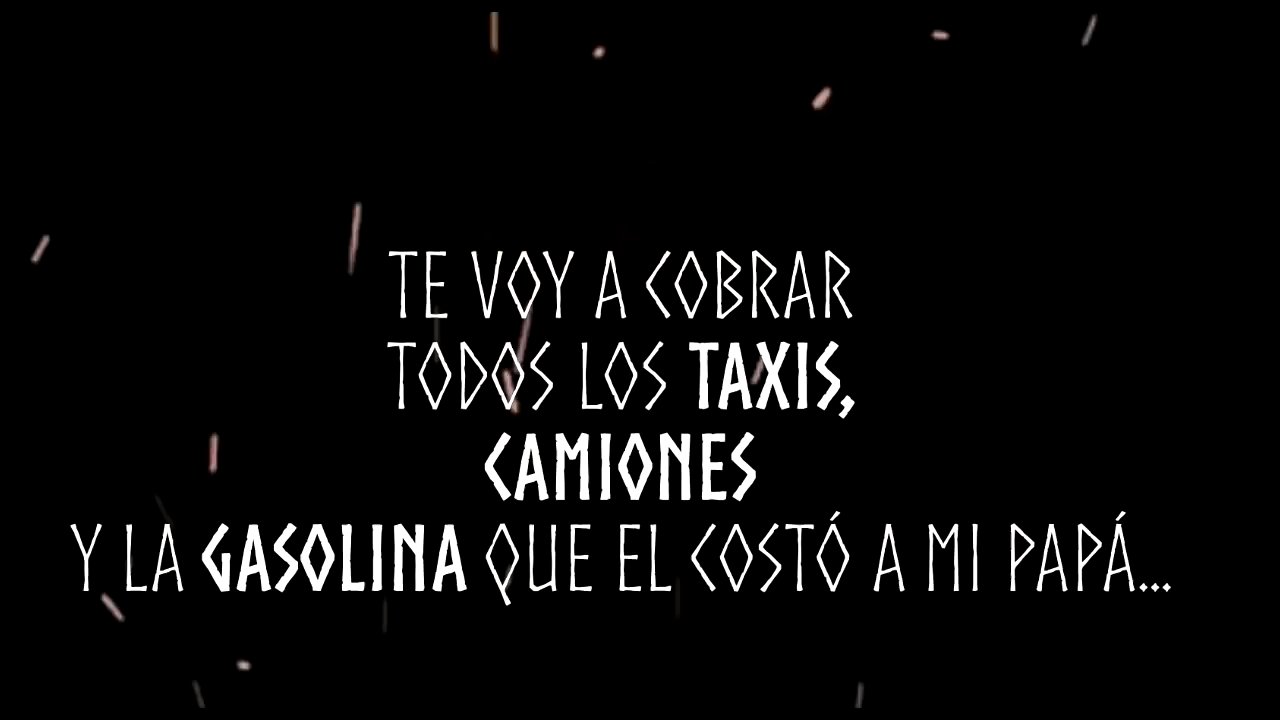 TE VOY A COBRAR
TODOS LOS TAXIS,
CAMIONES
Y LA GASOLINA QUE EL COSTÓ A MI PAPÁ...